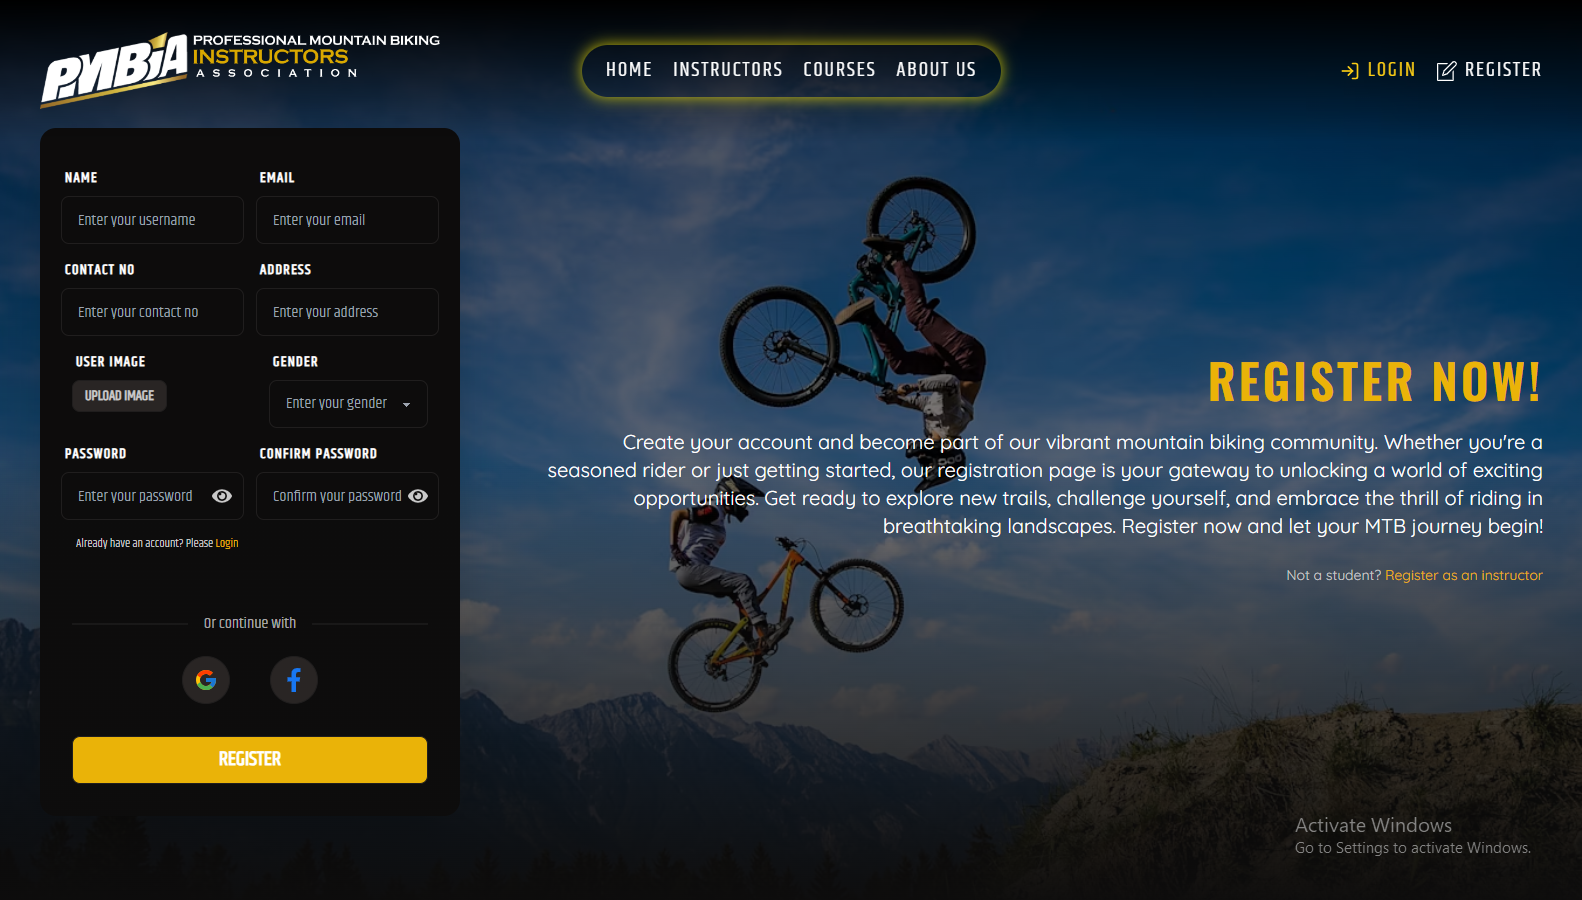 PMBIA
PROFESSIONAL MOUNTAIN BIKING
INSTRUCTORS
ASSOCIATION
HOME INSTRUCTORS COURSES ABOUT US
LOGIN REGISTER
NAME EMAIL
Enter your username Enter your email
CONTACT NO ADDRESS
Enter your contact no Enter your address
USER IMAGE GENDER
UPLOAD IMAGE Enter your gender
PASSWORD CONFIRM PASSWORD
Enter your password Confirm your password
Already have an account? Please Login
Or continue with
REGISTER
REGISTER NOW!
Create your account and become part of our vibrant mountain biking community. Whether you're a
seasoned rider or just getting started, our registration page is your gateway to unlocking a world of exciting
opportunities. Get ready to explore new trails, challenge yourself, and embrace the thrill of riding in
breathtaking landscapes. Register now and let your MTB journey begin!
Not a student? Register as an instructor
Activate Windows
Go to Settings to activate Windows.